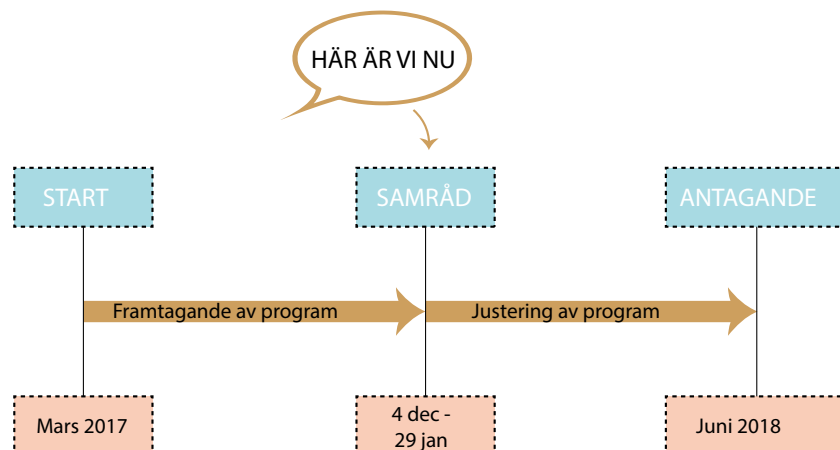 HÄR ÄR VI NU
START
SAMRÅD
ANTAGANDE
Framtagande av program
Justering av program
Mars 2017
4 dec -
29 jan
Juni 2018